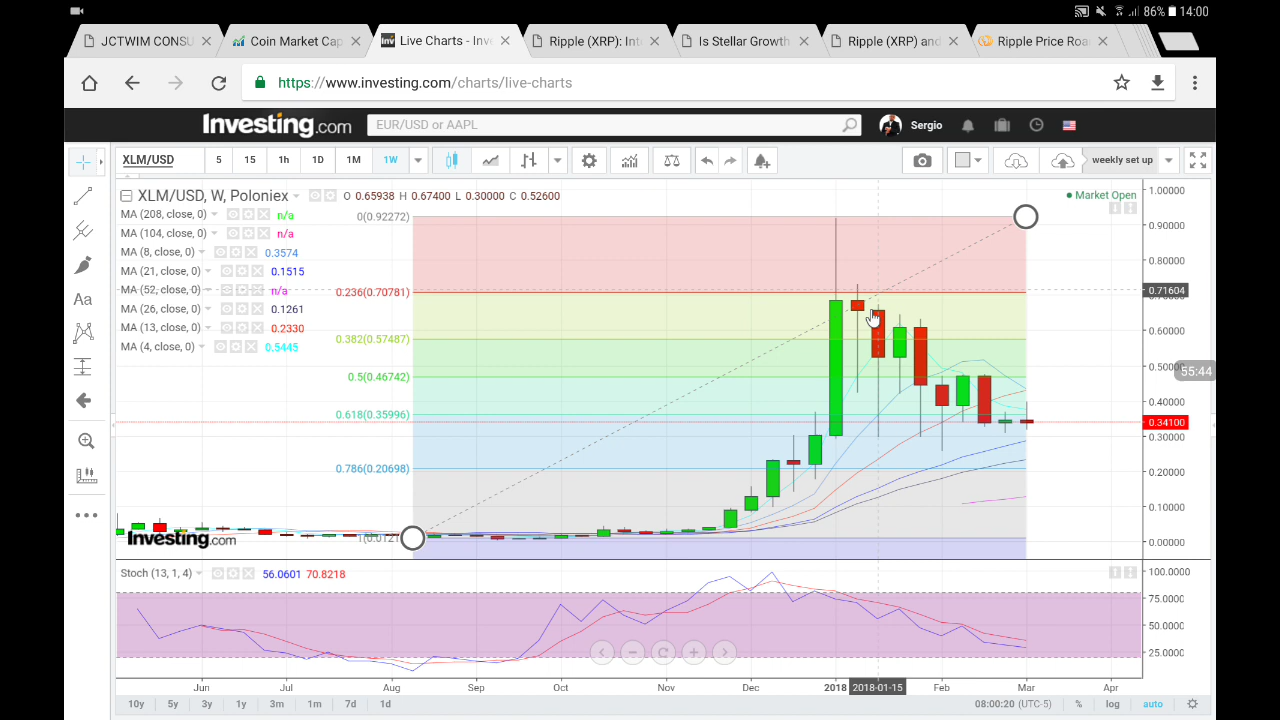 86% 14:00
JCTWIM CONSU
Coin Market Cap
Live Charts - Inve
Ripple (XRP): Int
Is Stellar Growth
Ripple (XRP) and
Ripple Price Roa
https://www.investing.com/charts/live-charts
Investing.com
EUR/USD or AAPL
Sergio
XLM/USD 5 15 1h 1D 1M 1W
weekly set up
XLM/USD, W, Poloniex
O 0.65938 H 0.67400 L 0.30000 C 0.52600
Market Open
MA (208, close, 0) n/a
MA (104, close, 0) n/a
MA (8, close, 0) 0.3574
MA (21, close, 0) 0.1515
MA (52, close, 0) n/a
MA (26, close, 0) 0.1261
MA (13, close, 0) 0.2330
MA (4, close, 0) 0.5445
Aa
0(0.92272)
0.236(0.70781)
0.382(0.57487)
0.5(0.46742)
0.618(0.35996)
0.786(0.20698)
1.00000
0.90000
0.80000
0.71604
0.60000
0.50000
55:44
0.40000
0.34100
0.30000
0.20000
0.10000
0.00000
Investing.com
Stoch (13, 1, 4) 56.0601 70.8218
100.0000
75.0000
50.0000
25.0000
Jun Jul Aug Sep Oct Nov Dec 2018 2018-01-15 Feb Mar Apr
10y 5y 3y 1y 3m 1m 7d 1d
08:00:20 (UTC-5) % log auto